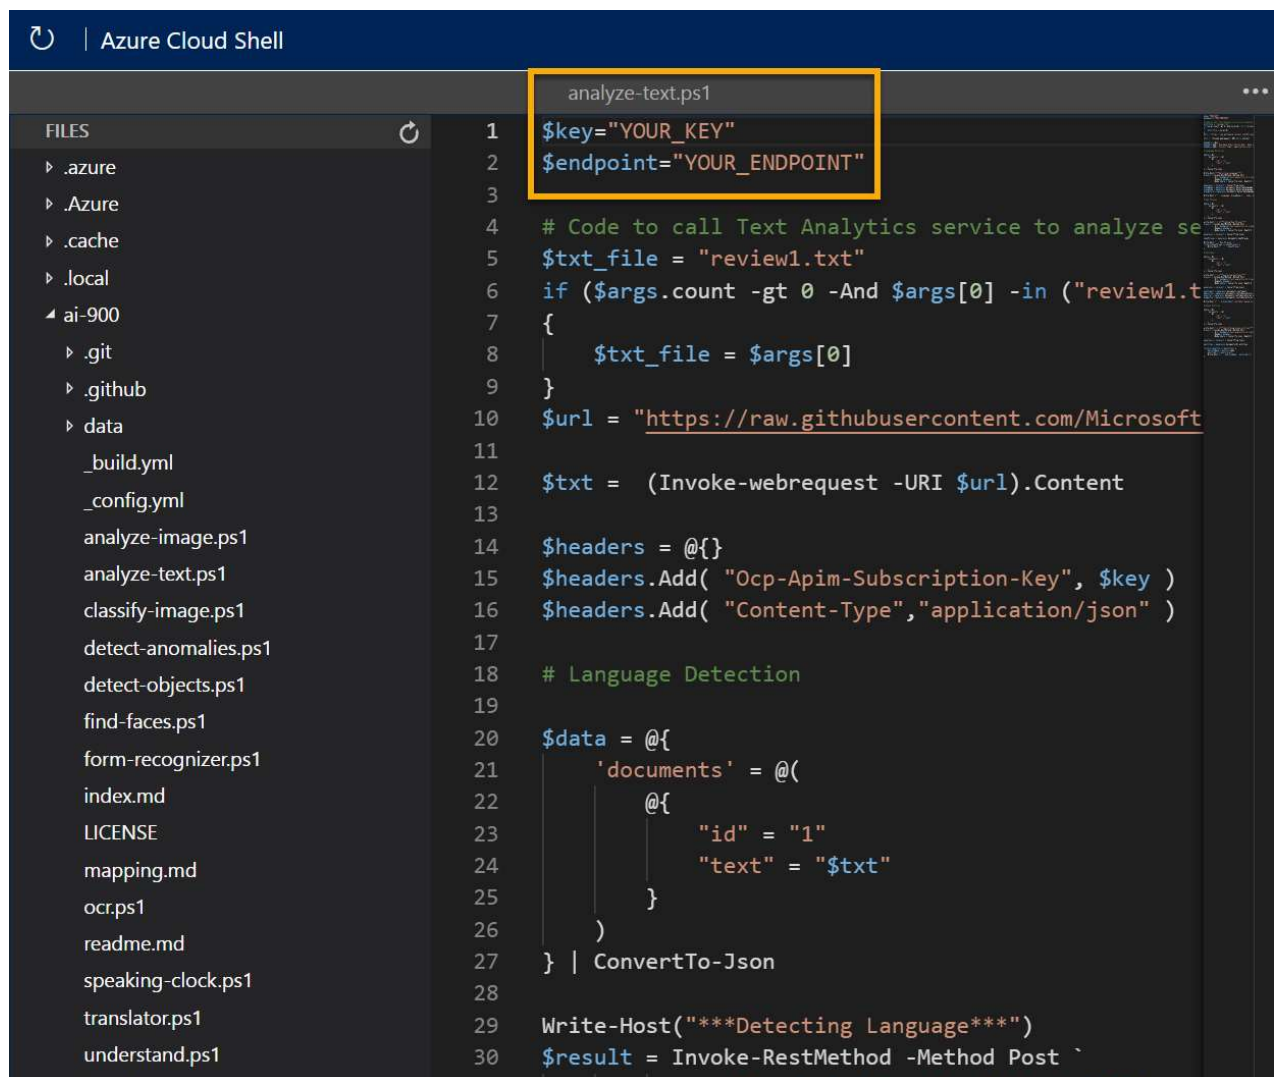 Azure Cloud Shell
analyze-text.ps1
FILES
.azure
.Azure
.cache
.local
ai-900
.git
.github
data
_build.yml
_config.yml
analyze-image.ps1
analyze-text.ps1
classify-image.ps1
detect-anomalies.ps1
detect-objects.ps1
find-faces.ps1
form-recognizer.ps1
index.md
LICENSE
mapping.md
ocr.ps1
readme.md
speaking-clock.ps1
translator.ps1
understand.ps1
1 $key="YOUR_KEY"
2 $endpoint="YOUR_ENDPOINT"
3
4 # Code to call Text Analytics service to analyze se
5 $txt_file = "review1.txt"
6 if ($args.count -gt 0 -And $args[0] -in ("review1.t
7 {
8 $txt_file = $args[0]
9 }
10 $url = "https://raw.githubusercontent.com/Microsoft
11
12 $txt =  (Invoke-webrequest -URI $url).Content
13
14 $headers = @{}
15 $headers.Add( "Ocp-Apim-Subscription-Key", $key )
16 $headers.Add( "Content-Type","application/json" )
17
18 # Language Detection
19
20 $data = @{
21 'documents' = @(
22 @{
23 "id" = "1"
24 "text" = "$txt"
25 }
26 )
27 } | ConvertTo-Json
28
29 Write-Host("***Detecting Language***")
30 $result = Invoke-RestMethod -Method Post `